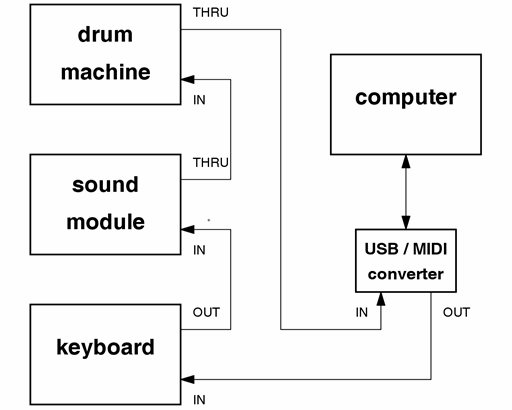 THRU
drum
machine
IN
computer
THRU
sound
module
IN
USB / MIDI
converter
OUT
IN
OUT
keyboard
IN